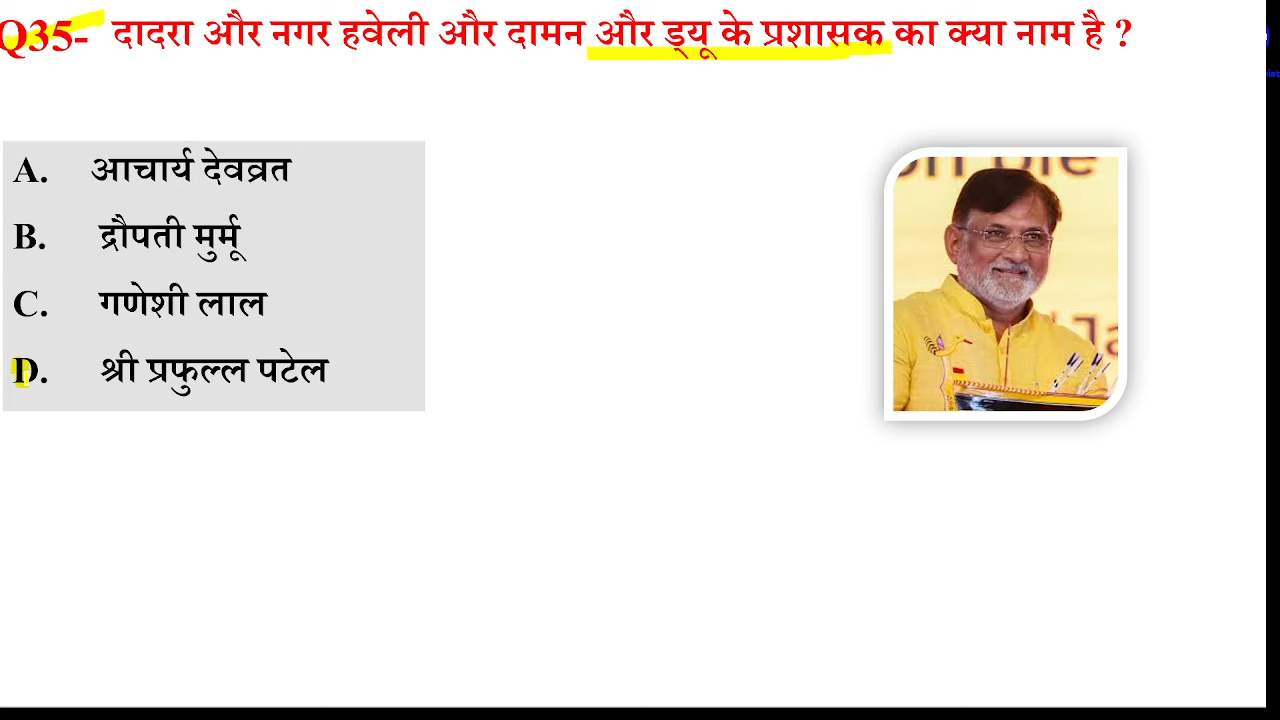 Q35- दादरा और नगर हवेली और दामन और ड्यू के प्रशासक का क्या नाम है ?
A. आचार्य देवव्रत
B. द्रौपती मुर्मू
C. गणेशी लाल
D. श्री प्रफुल्ल पटेल